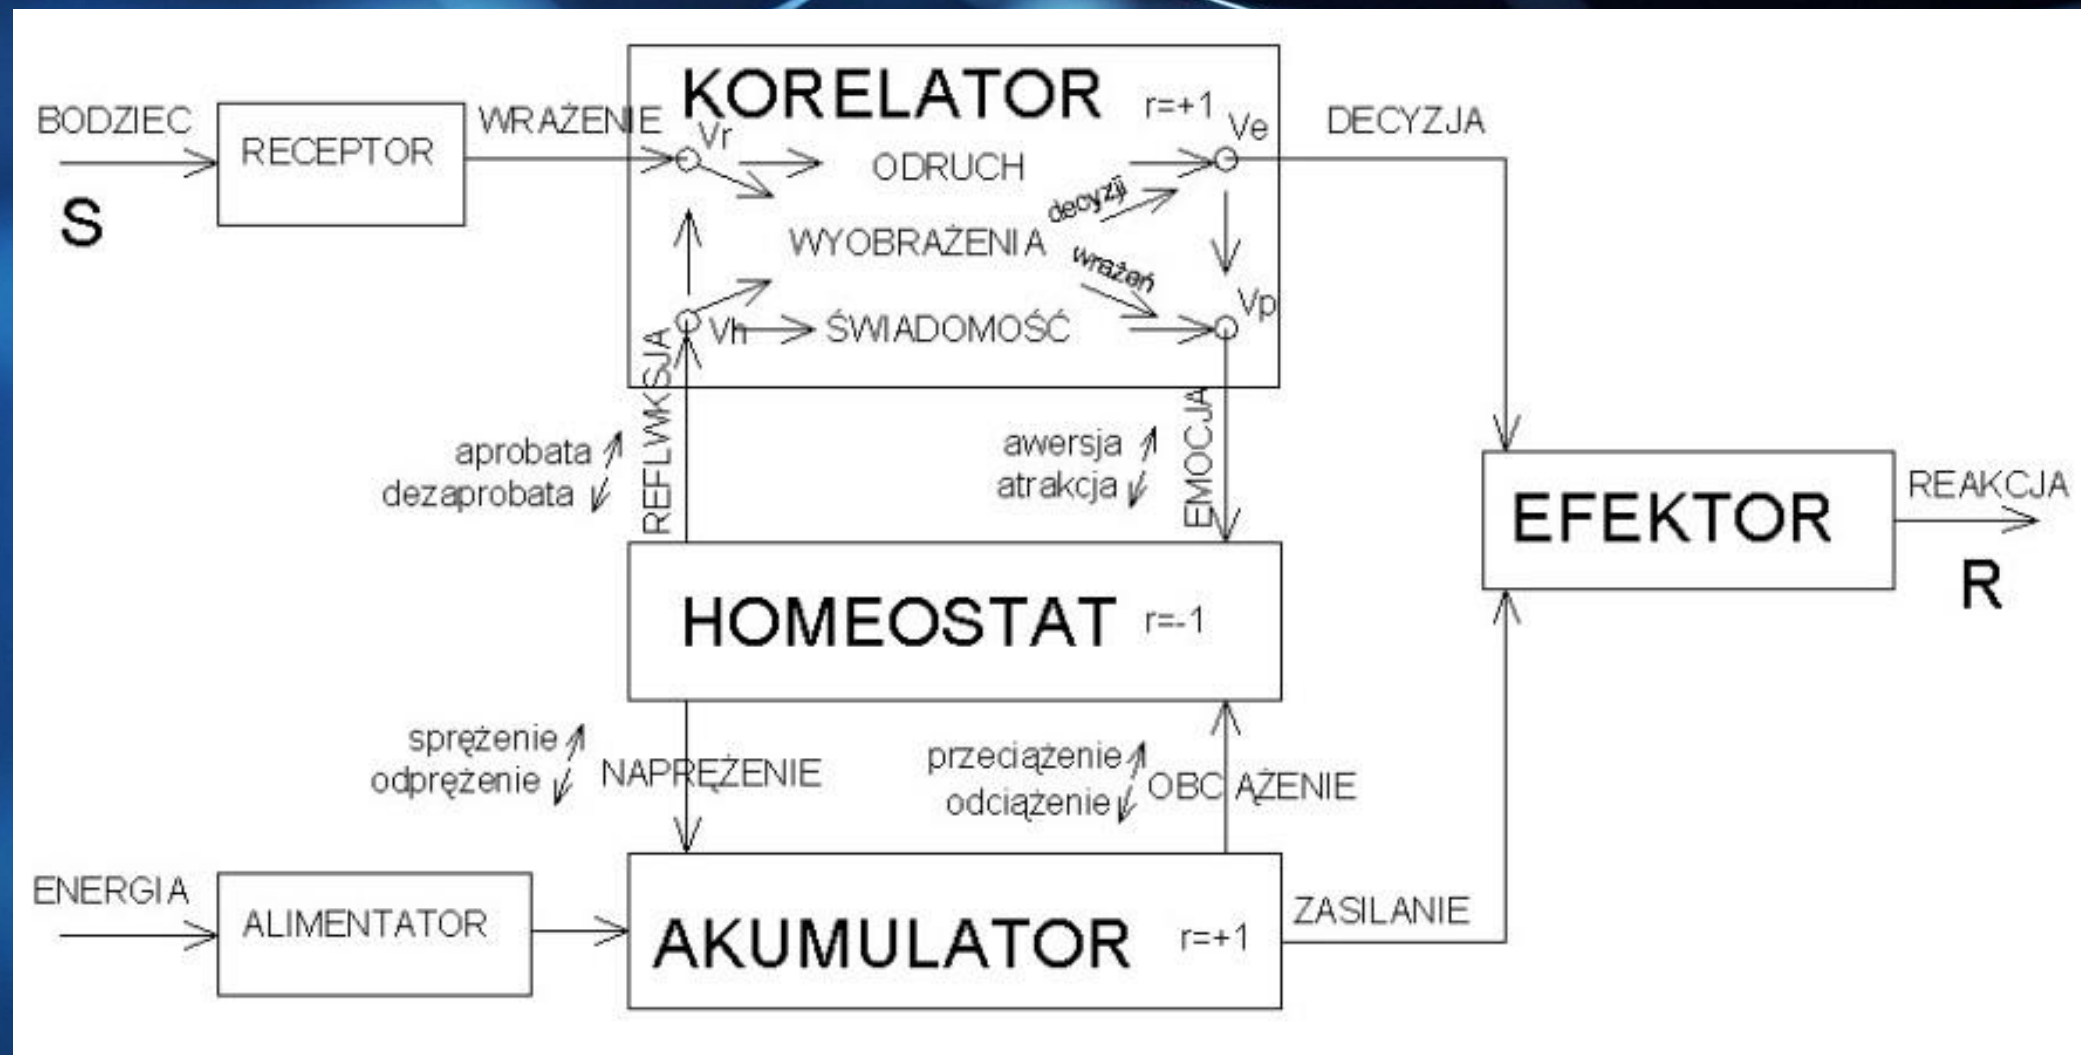 KORELATOR r=+1
BODZIEC
WRAŻENIE
Vr
Ve
DECYZJA
RECEPTOR
ODRUCH
S
decyzji
WYOBRAŻENIA
wrażeń
Vh
ŚWIADOMOŚĆ
Vp
REFLWKSJA
EMOCJA
aprobata
dezaprobata
awersja
atrakcja
EFEKTOR
REAKCJA
R
HOMEOSTAT r=-1
sprężenie
odprężenie
NAPRĘŻENIE
przeciążenie
odciążenie
OBCĄŻENIE
ENERGIA
ALIMENTATOR
AKUMULATOR r=+1
ZASILANIE